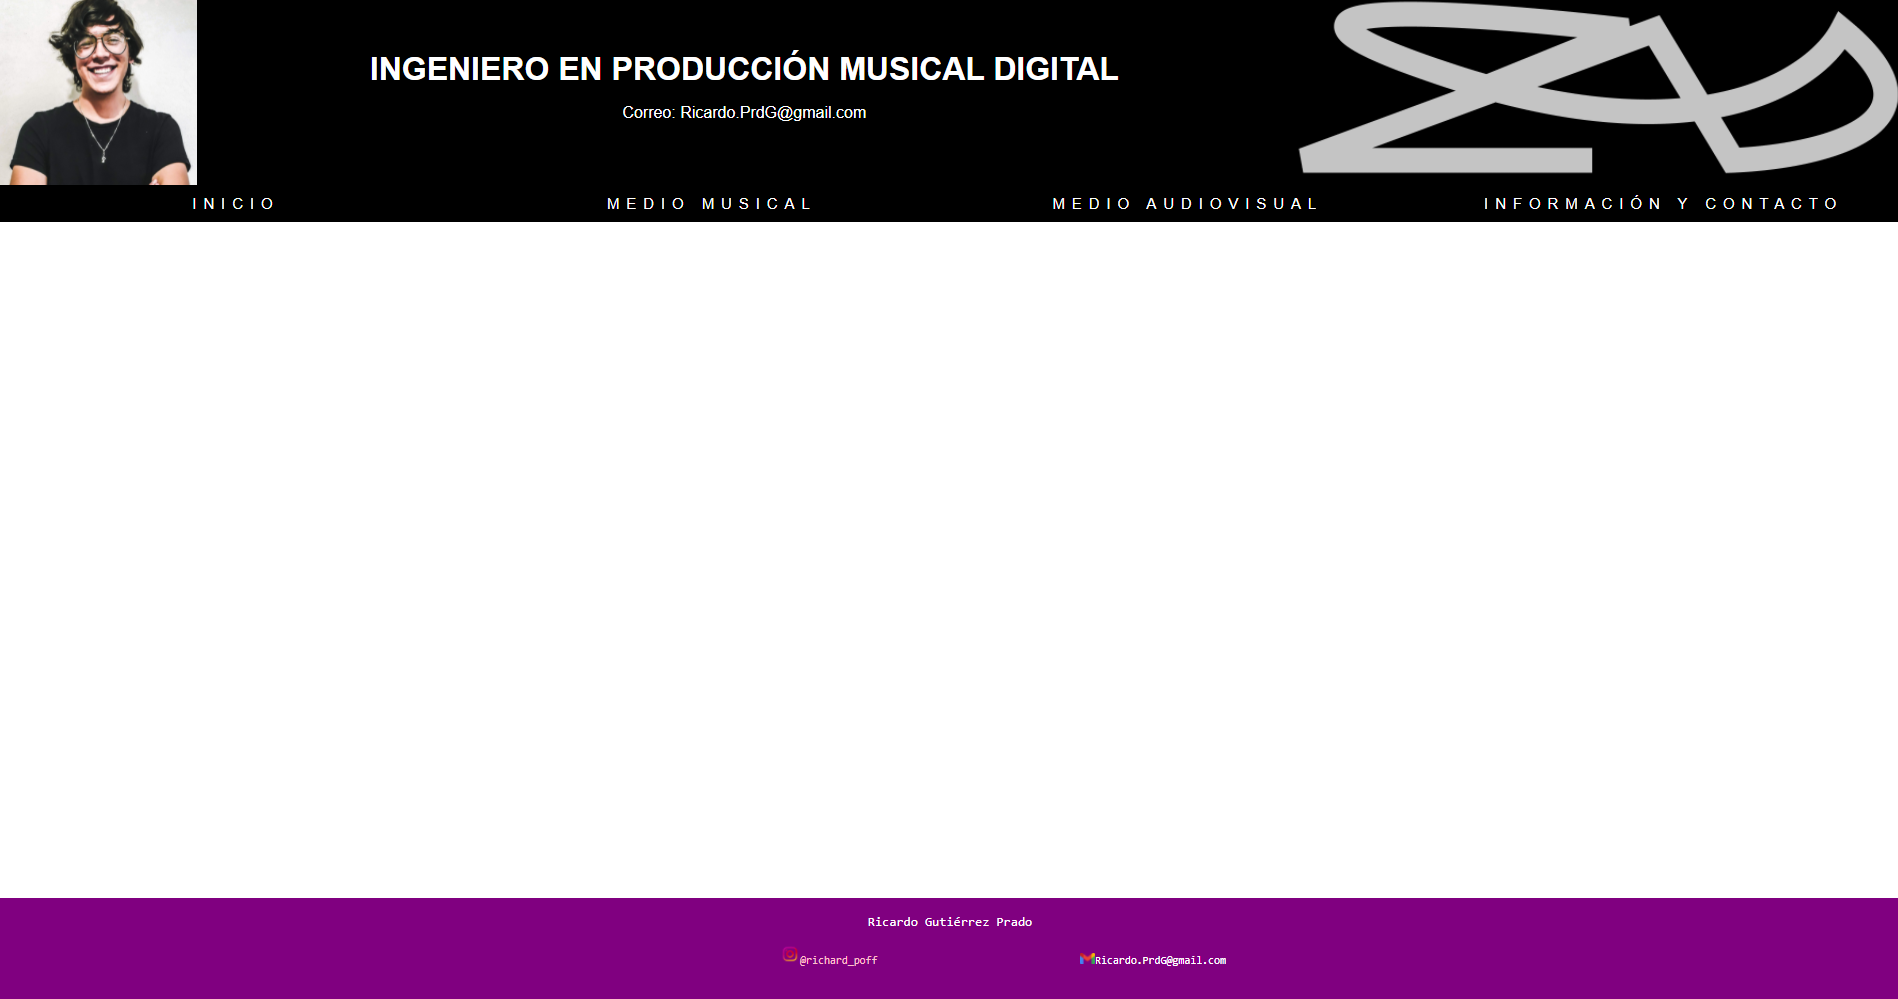 INGENIERO EN PRODUCCIÓN MUSICAL DIGITAL
Correo: Ricardo.PrdG@gmail.com
INICIO
MEDIO MUSICAL
MEDIO AUDIOVISUAL
INFORMACIÓN Y CONTACTO
Ricardo Gutiérrez Prado
@richard_poff
Ricardo.PrdG@gmail.com